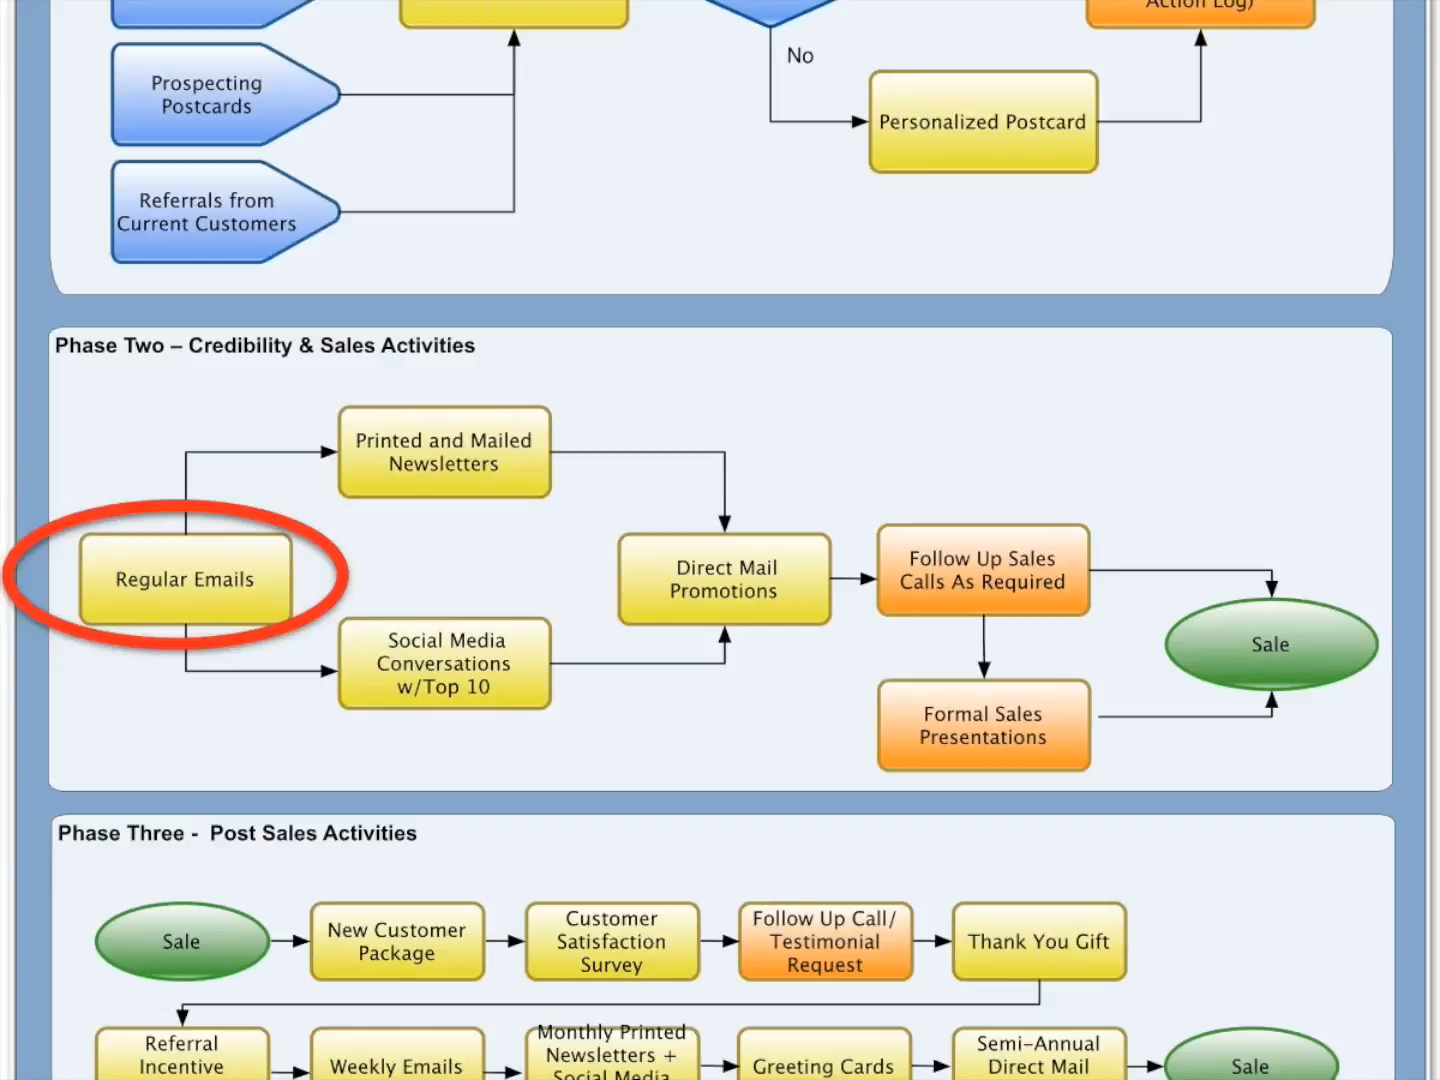 Action Log)
No
Prospecting
Postcards
Personalized Postcard
Referrals from
Current Customers
Phase Two – Credibility & Sales Activities
Printed and Mailed
Newsletters
Regular Emails
Direct Mail
Promotions
Follow Up Sales
Calls As Required
Social Media
Conversations
w/Top 10
Sale
Formal Sales
Presentations
Phase Three - Post Sales Activities
Sale
New Customer
Package
Customer
Satisfaction
Survey
Follow Up Call/
Testimonial
Request
Thank You Gift
Referral
Incentive
Weekly Emails
Monthly Printed
Newsletters +
Social Media
Greeting Cards
Semi-Annual
Direct Mail
Sale